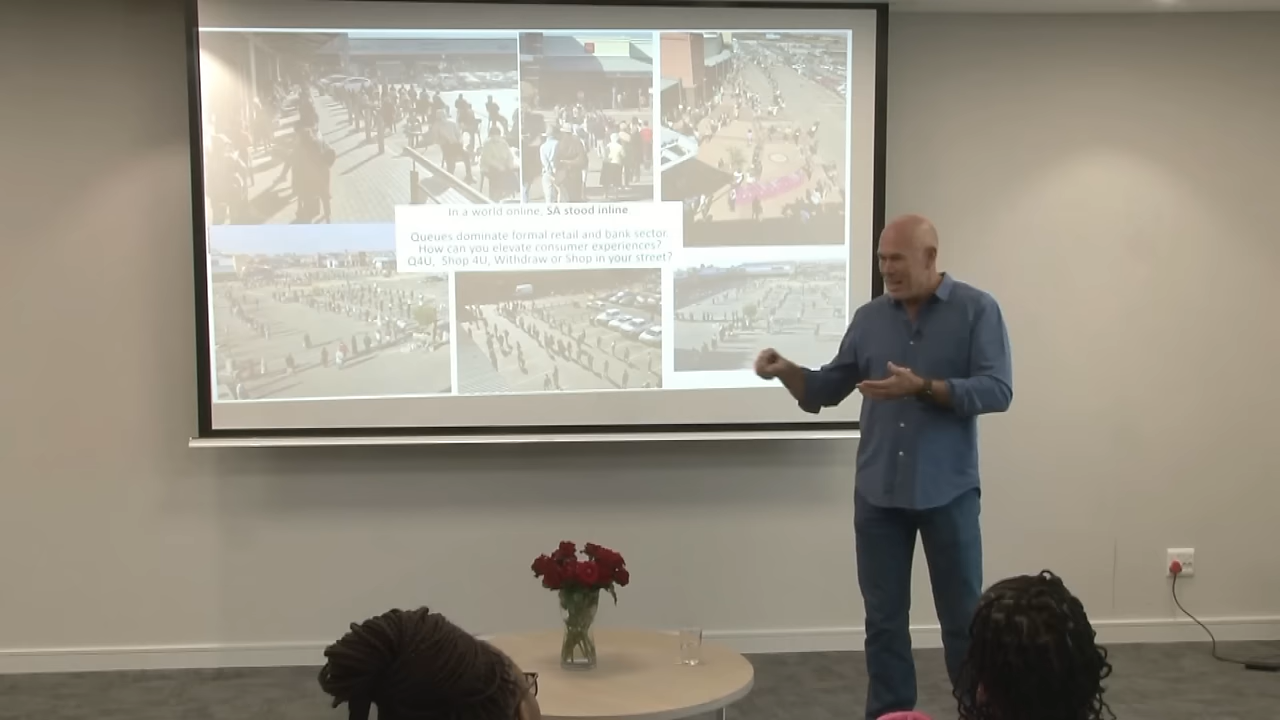 In a world online, SA stood inline
Queues dominate formal retail and bank sector.
How can you elevate consumer experiences?
Q4U, Shop 4U, Withdraw or Shop in your street?